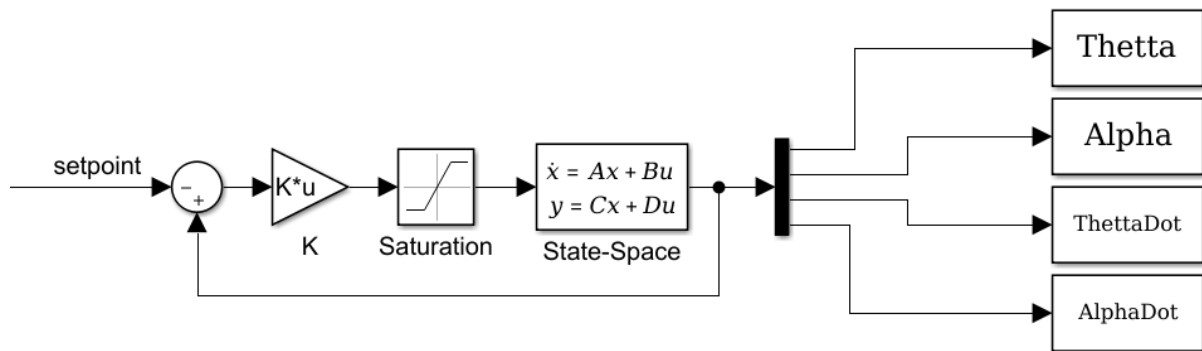 setpoint
−
+
K*u
K
Saturation
ẋ = Ax + Bu
y = Cx + Du
State-Space
Thetta
Alpha
ThettaDot
AlphaDot